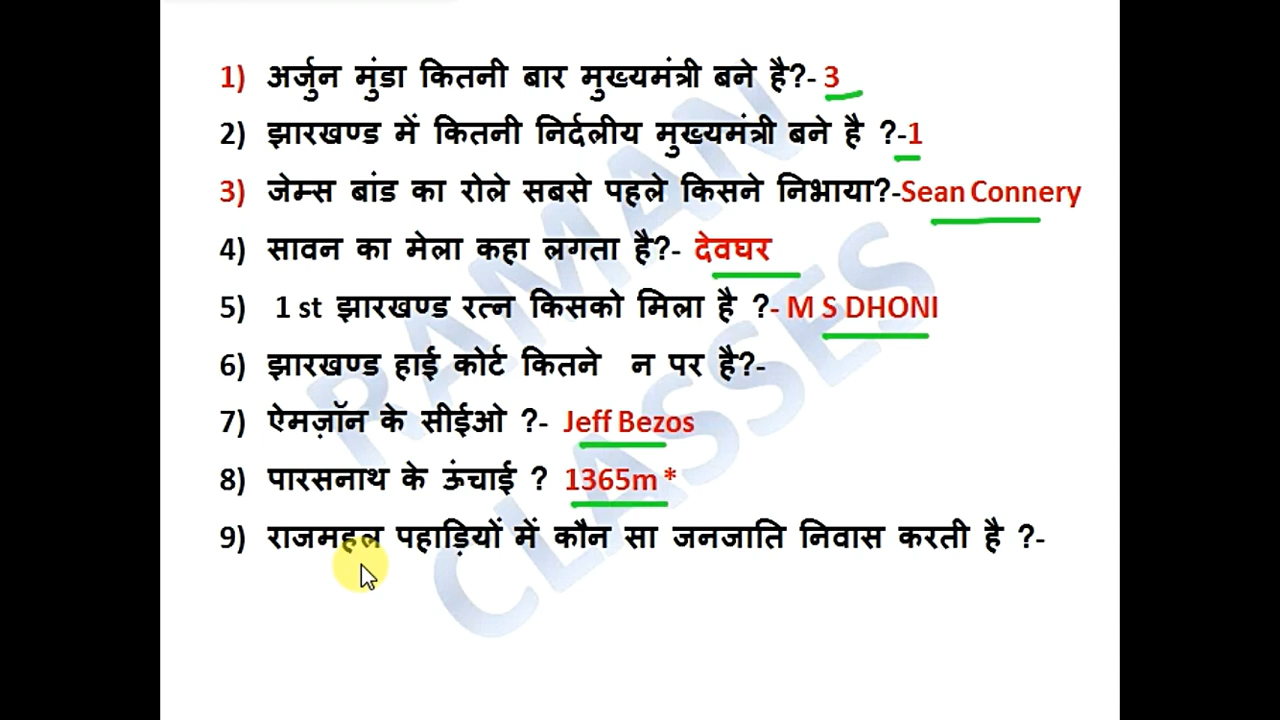 1) अर्जुन मुंडा कितनी बार मुख्यमंत्री बने है?- 3
2) झारखण्ड में कितनी निर्दलीय मुख्यमंत्री बने है ?-1
3) जेम्स बांड का रोले सबसे पहले किसने निभाया?-Sean Connery
4) सावन का मेला कहा लगता है?- देवघर
5) 1 st झारखण्ड रत्न किसको मिला है ?- M S DHONI
6) झारखण्ड हाई कोर्ट कितने न पर है?-
7) ऐमज़ॉन के सीईओ ?- Jeff Bezos
8) पारसनाथ के ऊंचाई ? 1365m *
9) राजमहल पहाड़ियों में कौन सा जनजाति निवास करती है ?-
RAMAN
CLASSES